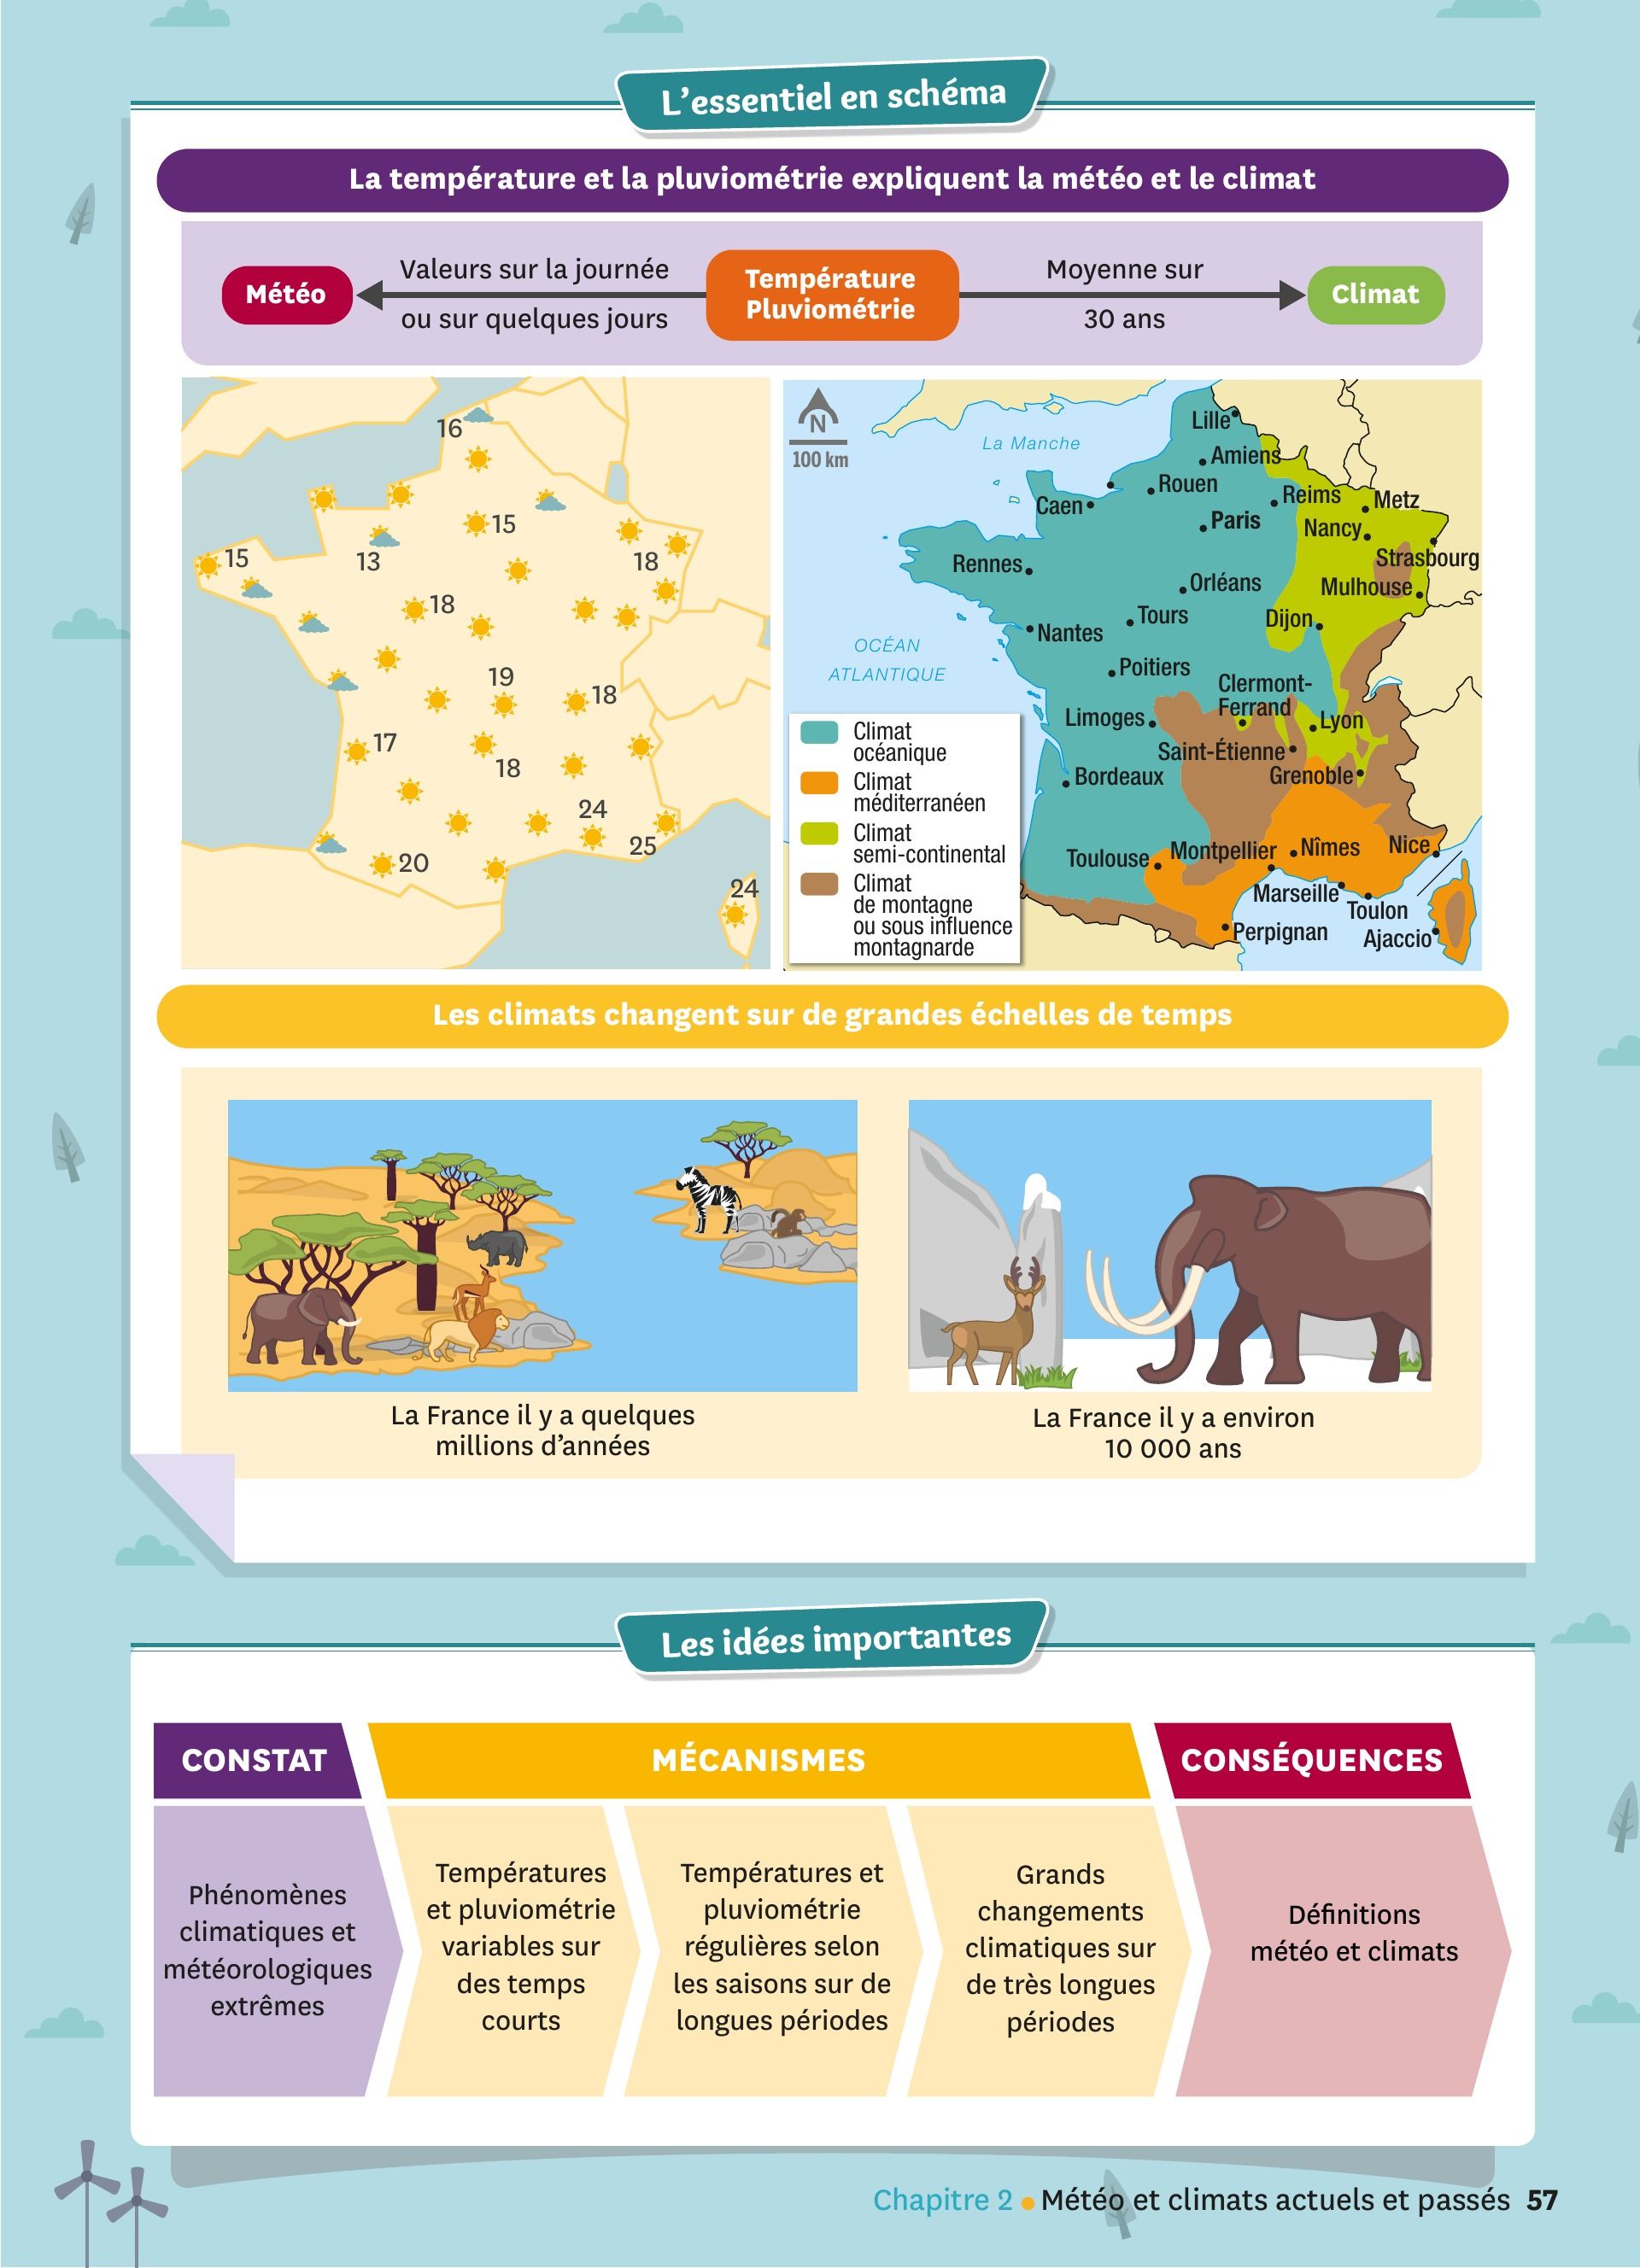 L'essentiel en schéma
La température et la pluviométrie expliquent la météo et le climat
Météo
Valeurs sur la journée
ou sur quelques jours
Température
Pluviométrie
Moyenne sur
30 ans
Climat
16
15
15
13
18
18
19
18
17
18
24
25
20
24
N
100 km
La Manche
OCÉAN
ATLANTIQUE
Lille
Amiens
Rouen
Caen
Reims
Metz
Paris
Nancy
Strasbourg
Rennes
Mulhouse
Orléans
Tours
Dijon
Nantes
Poitiers
Clermont-
Ferrand
Limoges
Lyon
Saint-Étienne
Bordeaux
Grenoble
Toulouse
Montpellier
Nîmes
Nice
Marseille
Toulon
Perpignan
Ajaccio
Climat
océanique
Climat
méditerranéen
Climat
semi-continental
Climat
de montagne
ou sous influence
montagnarde
Les climats changent sur de grandes échelles de temps
La France il y a quelques
millions d'années
La France il y a environ
10 000 ans
Les idées importantes
CONSTAT
MÉCANISMES
CONSÉQUENCES
Phénomènes
climatiques et
météorologiques
extrêmes
Températures
et pluviométrie
variables sur
des temps
courts
Températures et
pluviométrie
régulières selon
les saisons sur de
longues périodes
Grands
changements
climatiques sur
de très longues
périodes
Définitions
météo et climats
Chapitre 2 • Météo et climats actuels et passés 57